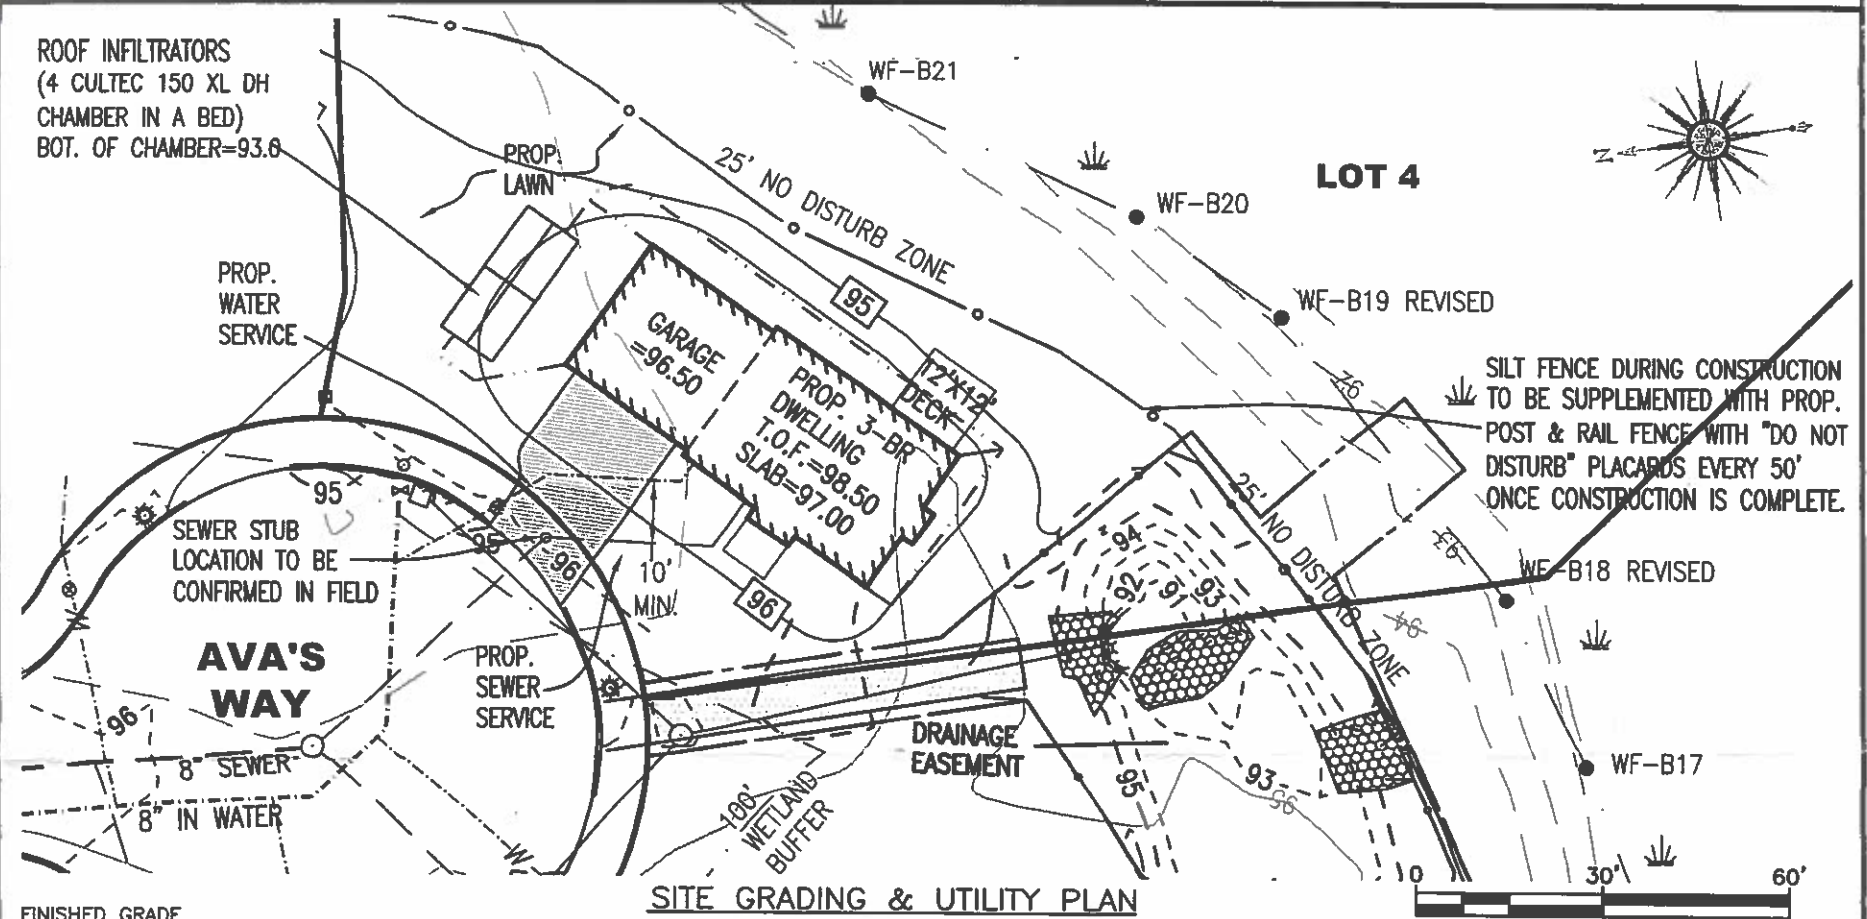 ROOF INFILTRATORS
(4 CULTEC 150 XL DH
CHAMBER IN A BED)
BOT. OF CHAMBER=93.6
PROP
LAWN
WF-B21
25' NO DISTURB ZONE
LOT 4
WF-B20
N
PROP.
WATER
SERVICE
95
WF-B19 REVISED
GARAGE
=96.50
12'X12'
DECK
PROP. 3-BR
DWELLING
T.O.F.=98.50
SLAB=97.00
92
SILT FENCE DURING CONSTRUCTION
TO BE SUPPLEMENTED WITH PROP.
POST & RAIL FENCE WITH "DO NOT
DISTURB" PLACARDS EVERY 50'
ONCE CONSTRUCTION IS COMPLETE.
95
SEWER STUB
LOCATION TO BE
CONFIRMED IN FIELD
95
96
10'
MIN.
96
94
92
91
93
25' NO DISTURB ZONE
93
WF-B18 REVISED
94
AVA'S
WAY
PROP.
SEWER
SERVICE
W
96
8" SEWER
8" IN WATER
W
100'
WETLAND
BUFFER
DRAINAGE
EASEMENT
95
93
95
WF-B17
SITE GRADING & UTILITY PLAN
0 30' 60'
FINISHED GRADE